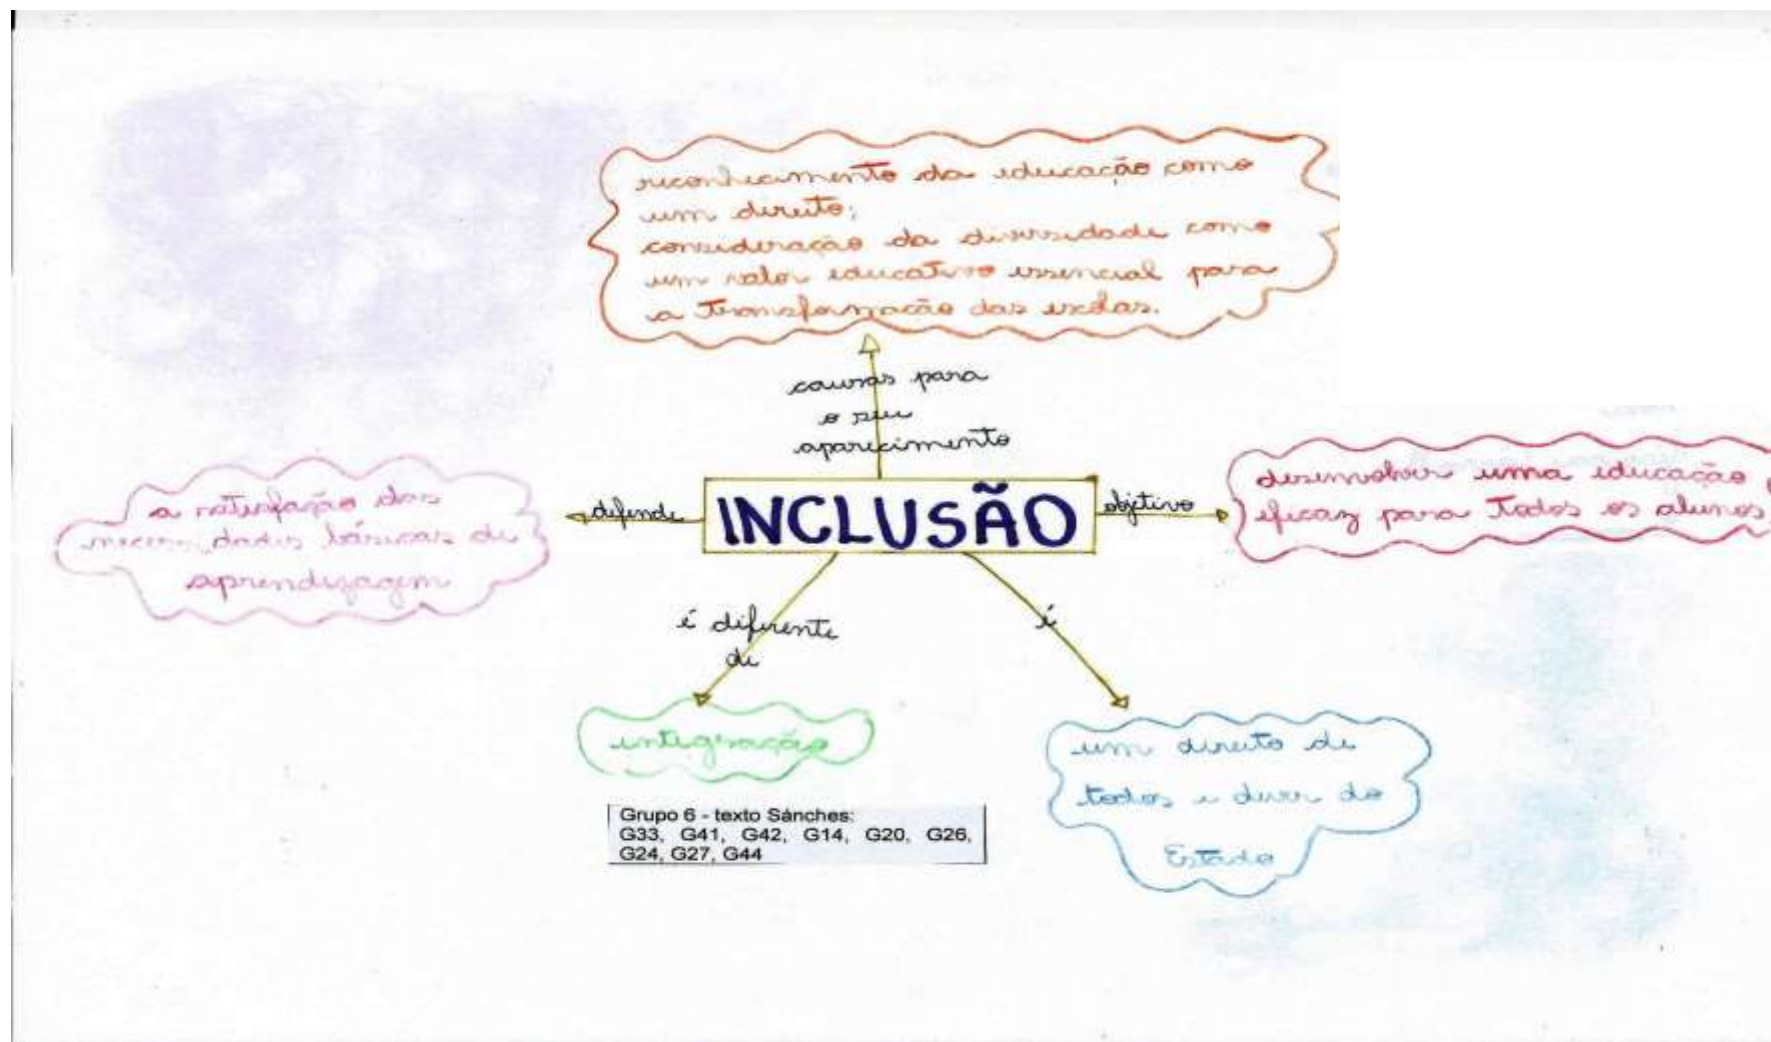 reconhecimento da educação como
um direito;
consideração da diversidade como
um valor educativo essencial para
a Transformação das escolas.
causas para
o seu
aparecimento
a satisfação das
necessidades básicas de
aprendizagem
defende
INCLUSÃO
objetivo
desenvolver uma educação
eficaz para Todos os alunos
é diferente
de
é
integração
um direito de
todos e dever do
Estado
Grupo 6 - texto Sánches:
G33, G41, G42, G14, G20, G26,
G24, G27, G44